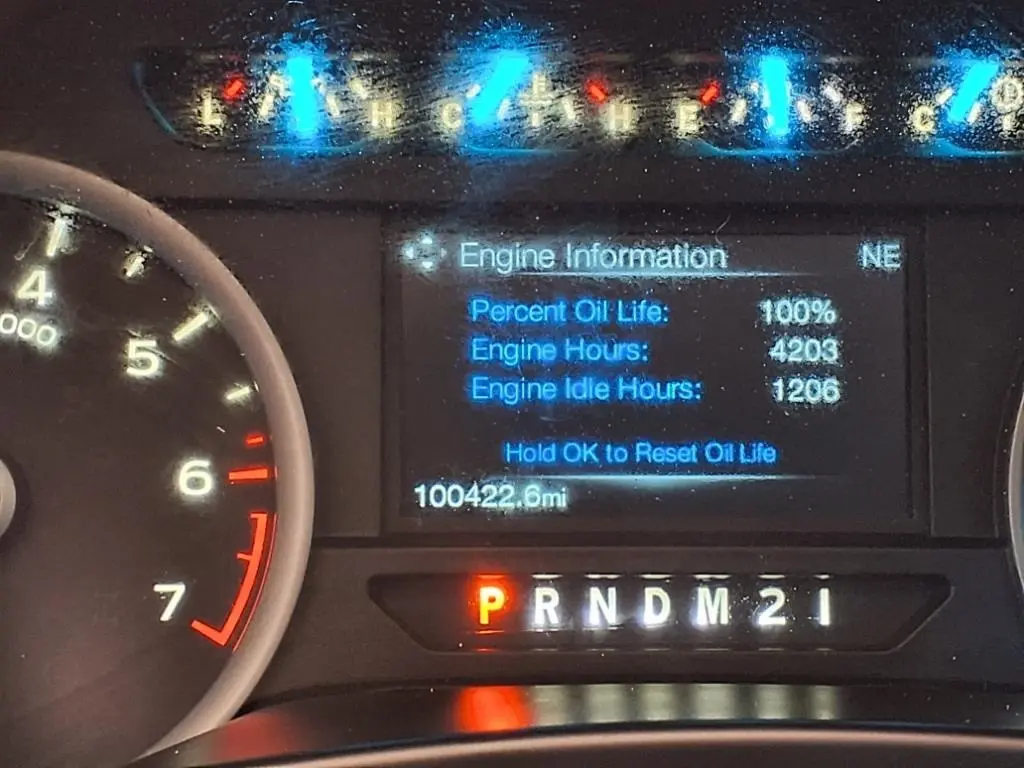 L H C H E F C
Engine Information NE
Percent Oil Life: 100%
Engine Hours: 4203
Engine Idle Hours: 1206
Hold OK to Reset Oil Life
100422.6mi
4
000
5
6
7
P R N D M 2 1